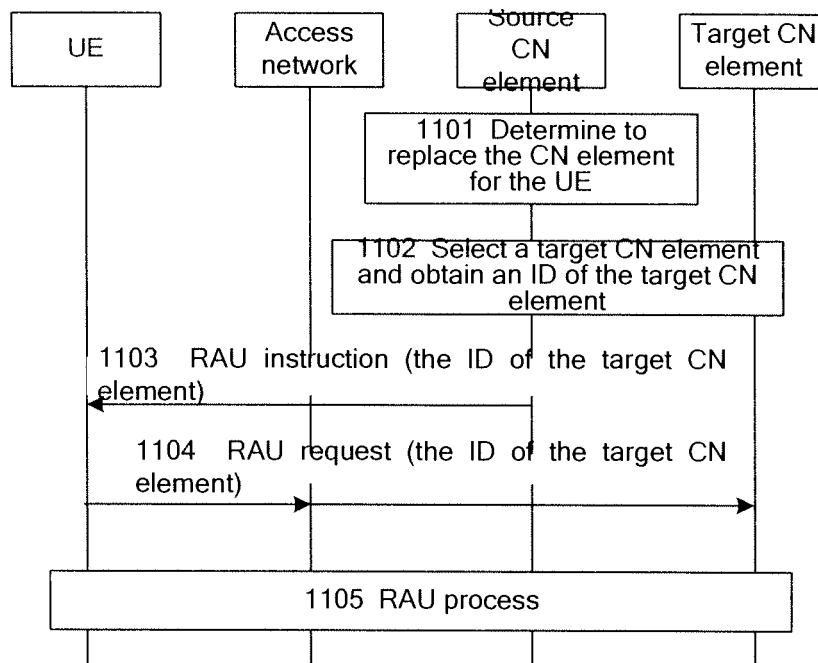 UE
Access
network
Source
CN
element
Target CN
element
1101 Determine to
replace the CN element
for the UE
1102 Select a target CN element
and obtain an ID of the target CN
element
1103 RAU instruction (the ID of the target CN
element)
1104 RAU request (the ID of the target CN
element)
1105 RAU process